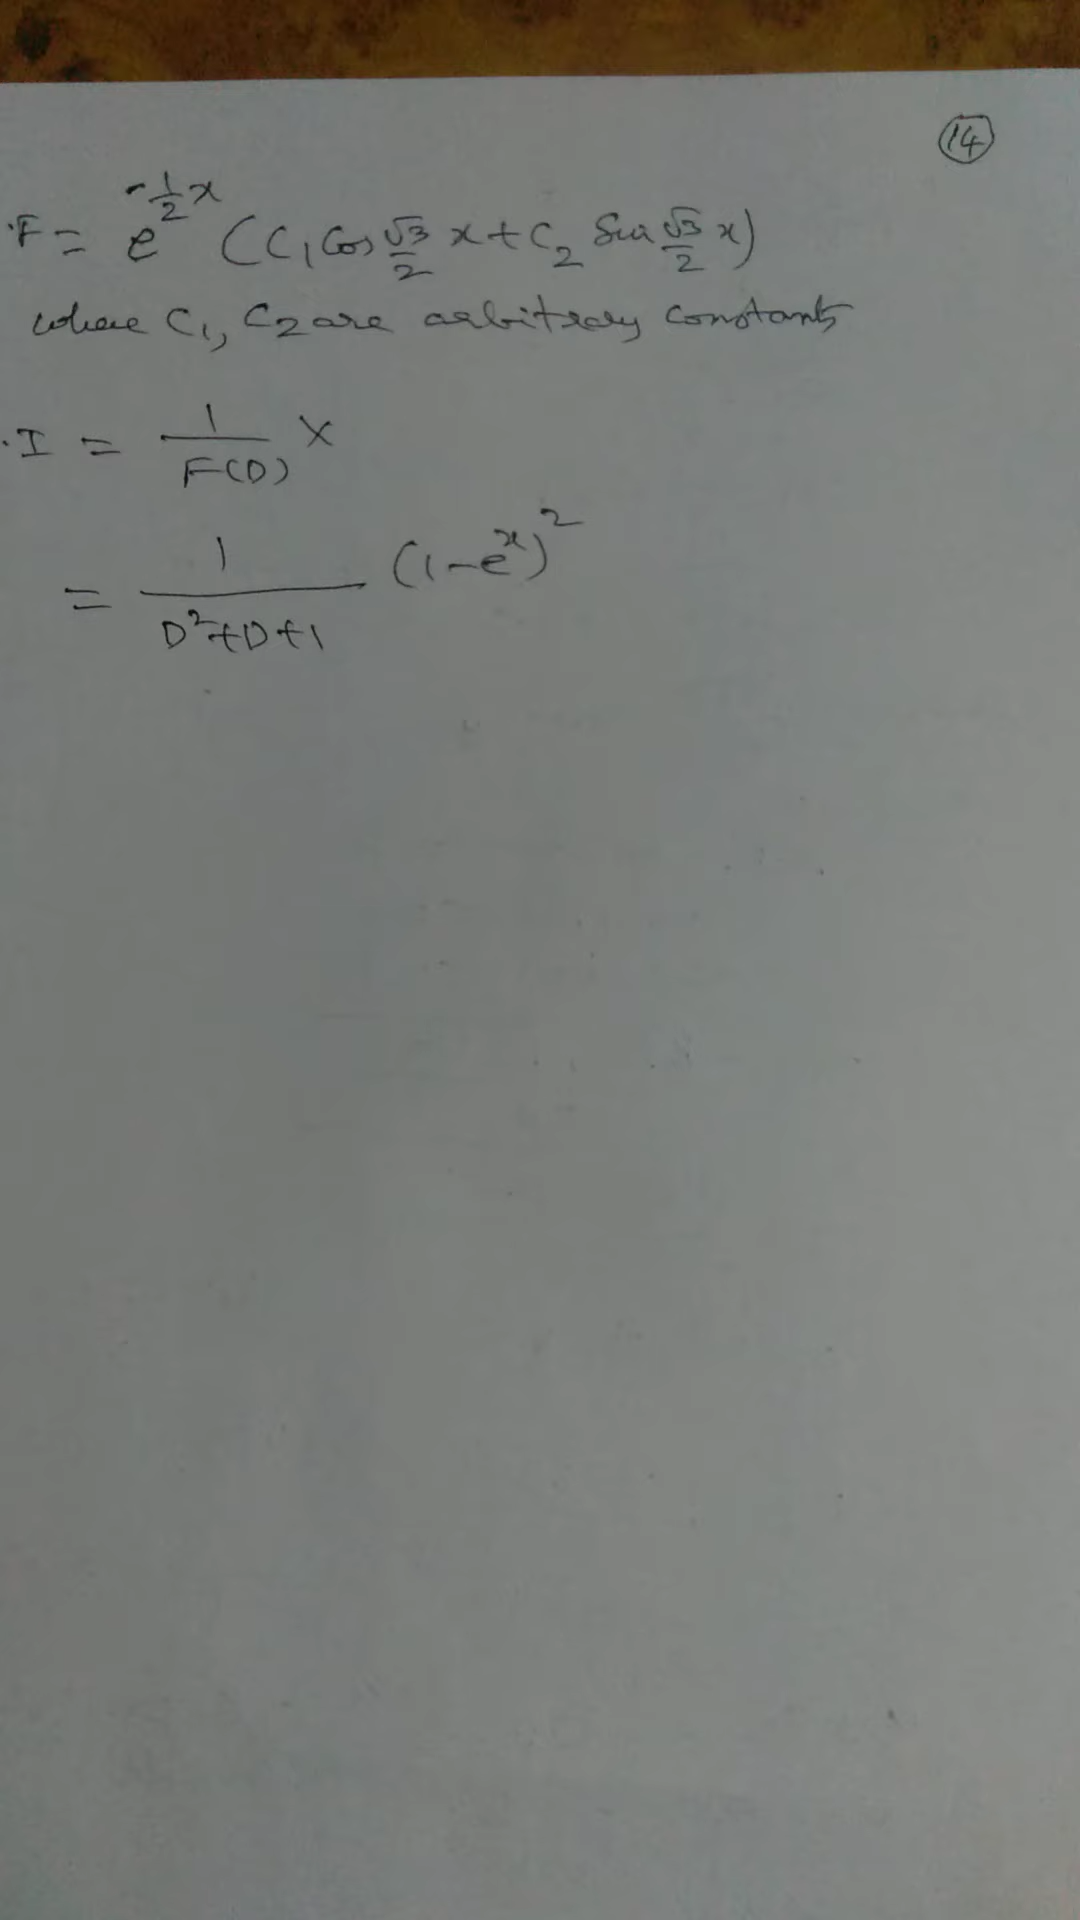 14
.F = e^{-1/2 x} (C₁ Cos √3/2 x + C₂ Sin √3/2 x)
where C₁, C₂ are arbitrary constants
.I = 1/F(D) X
= 1/(D²+D+1) (1-e^x)²